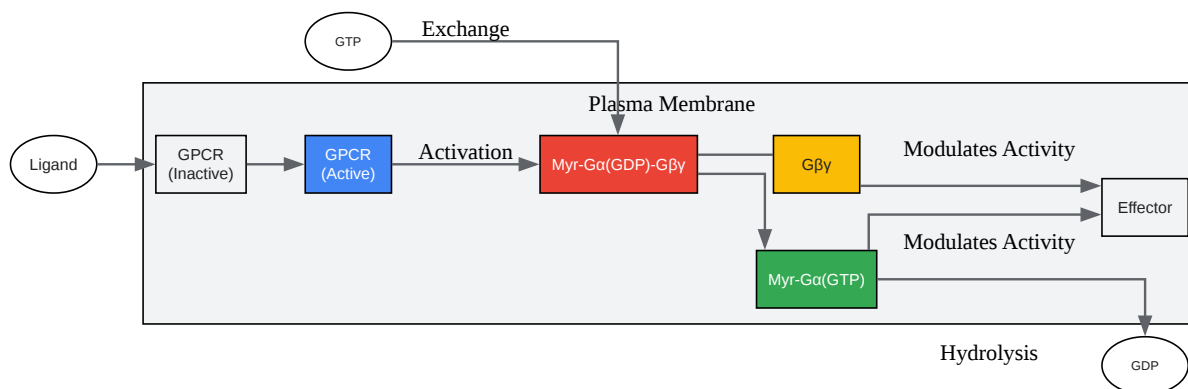 GTP
Exchange
Plasma Membrane
Ligand
GPCR
(Inactive)
GPCR
(Active)
Activation
Myr-Gα(GDP)-Gβγ
Gβγ
Modulates Activity
Effector
Modulates Activity
Myr-Gα(GTP)
Hydrolysis
GDP